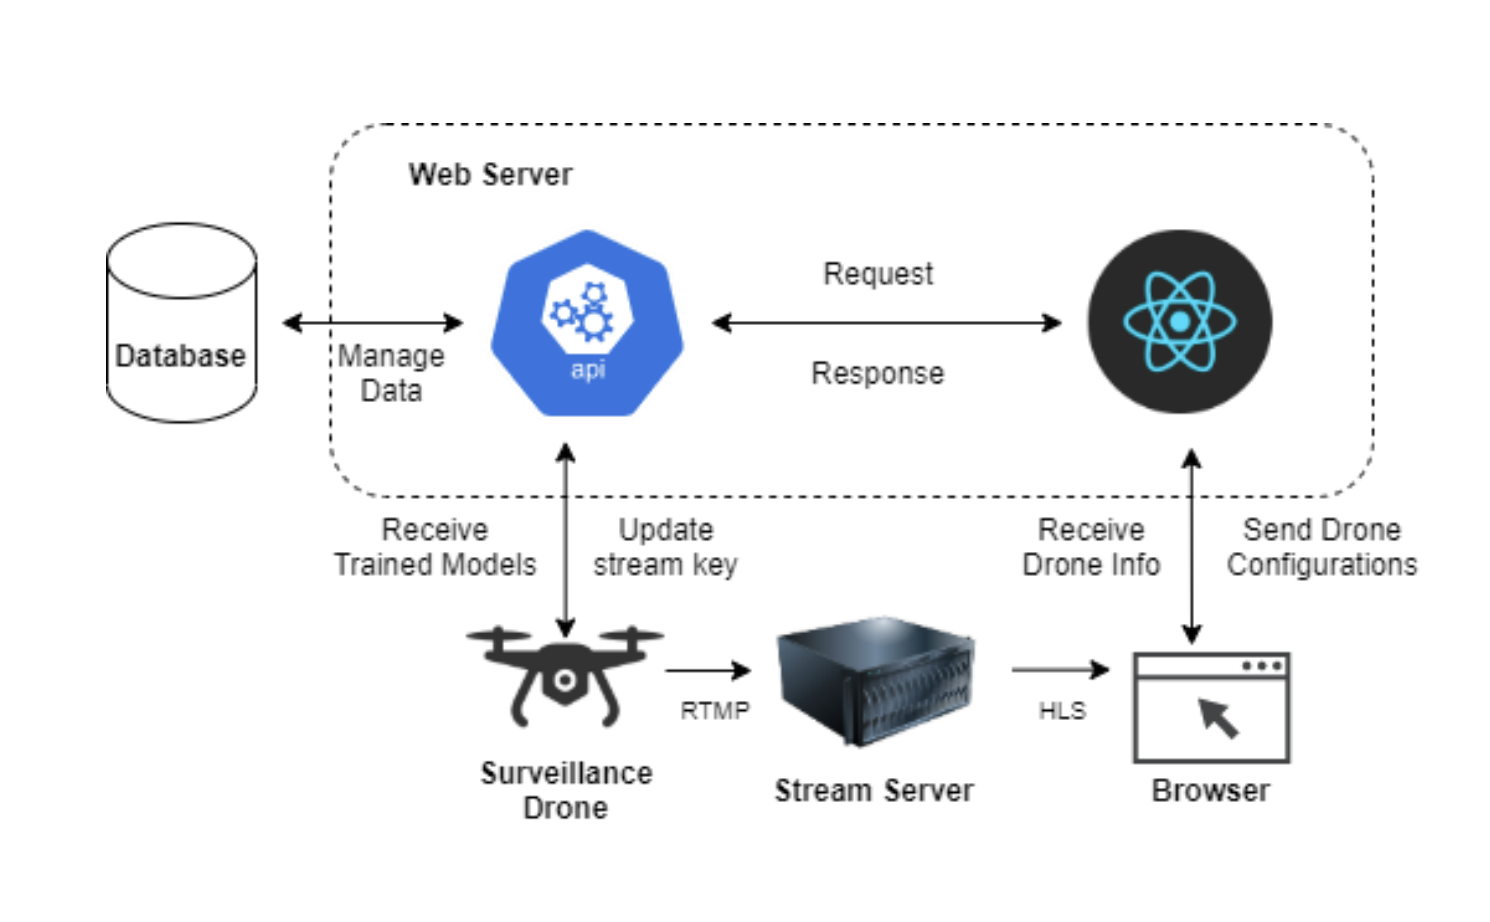 Web Server
Database
Manage
Data
api
Request
Response
Receive
Trained Models
Update
stream key
Receive
Drone Info
Send Drone
Configurations
RTMP
HLS
Surveillance
Drone
Stream Server
Browser